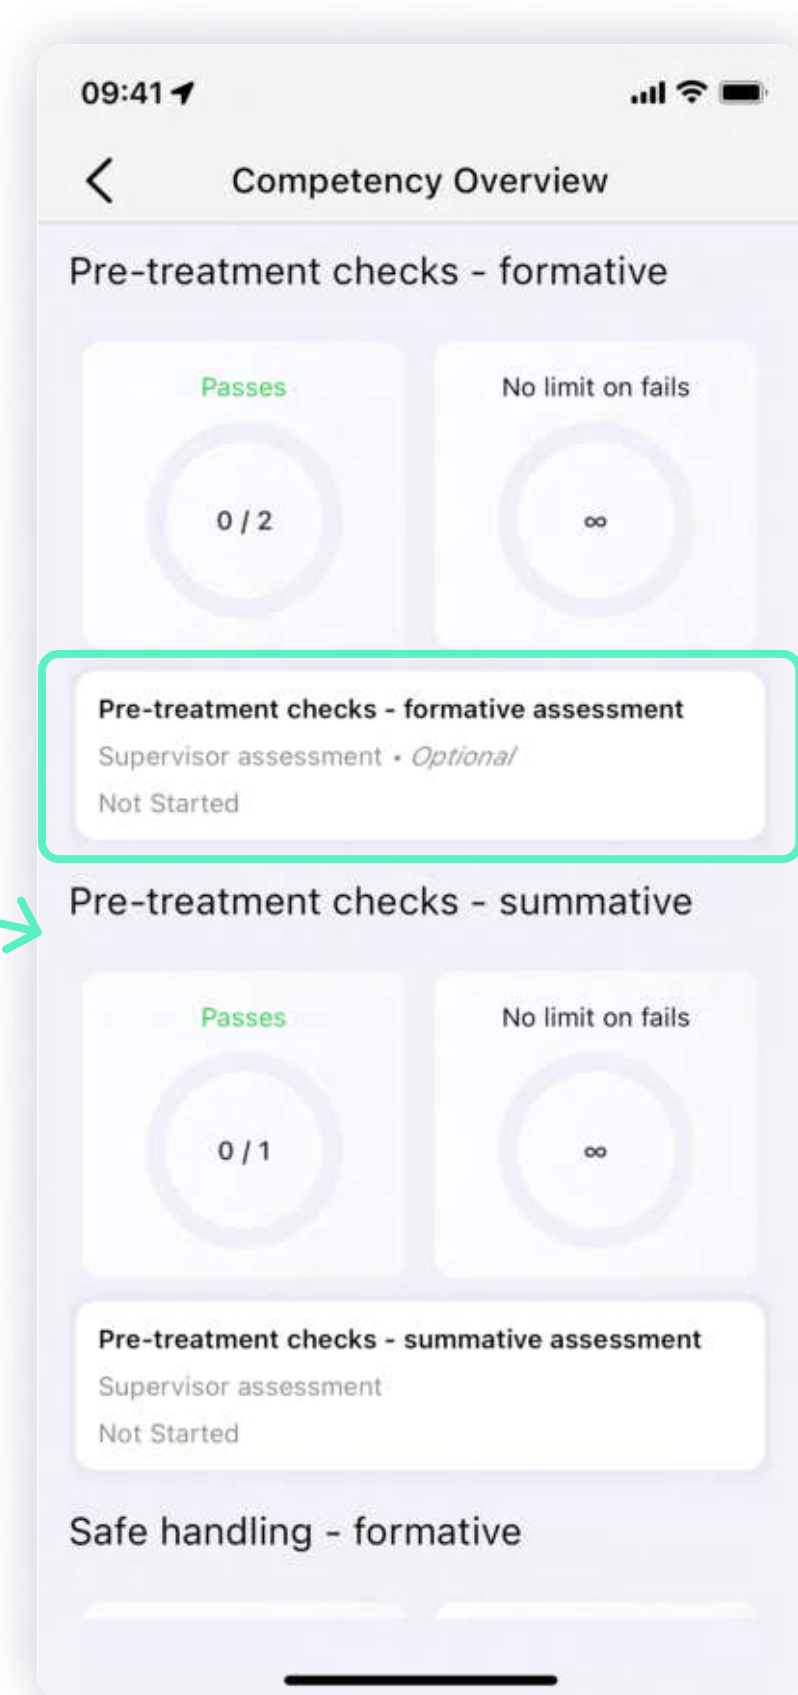 09:41
Competency Overview
Pre-treatment checks - formative
Passes
No limit on fails
0 / 2
∞
Pre-treatment checks - formative assessment
Supervisor assessment • Optional
Not Started
Pre-treatment checks - summative
Passes
No limit on fails
0 / 1
∞
Pre-treatment checks - summative assessment
Supervisor assessment
Not Started
Safe handling - formative